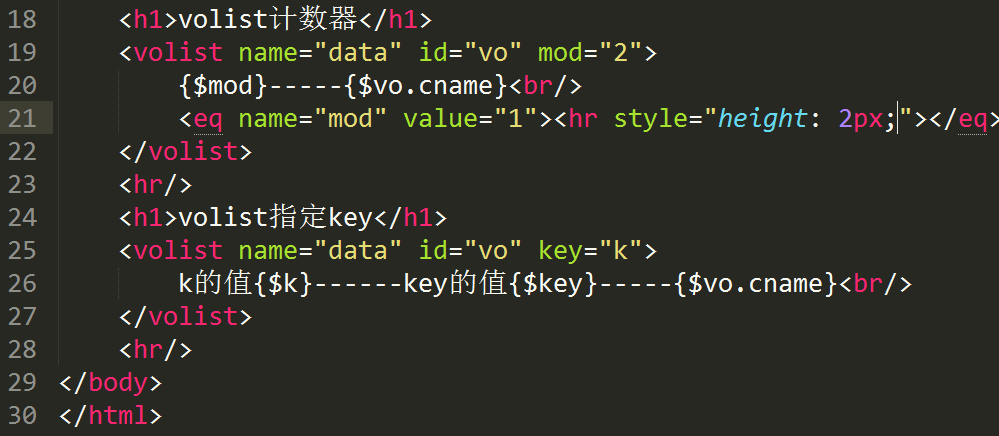 18 <h1>volist计数器</h1>
19 <volist name="data" id="vo" mod="2">
20 {$mod}-----{$vo.cname}<br/>
21 <eq name="mod" value="1"><hr style="height: 2px;"></eq>
22 </volist>
23 <hr/>
24 <h1>volist指定key</h1>
25 <volist name="data" id="vo" key="k">
26 k的值{$k}------key的值{$key}-----{$vo.cname}<br/>
27 </volist>
28 <hr/>
29 </body>
30 </html>